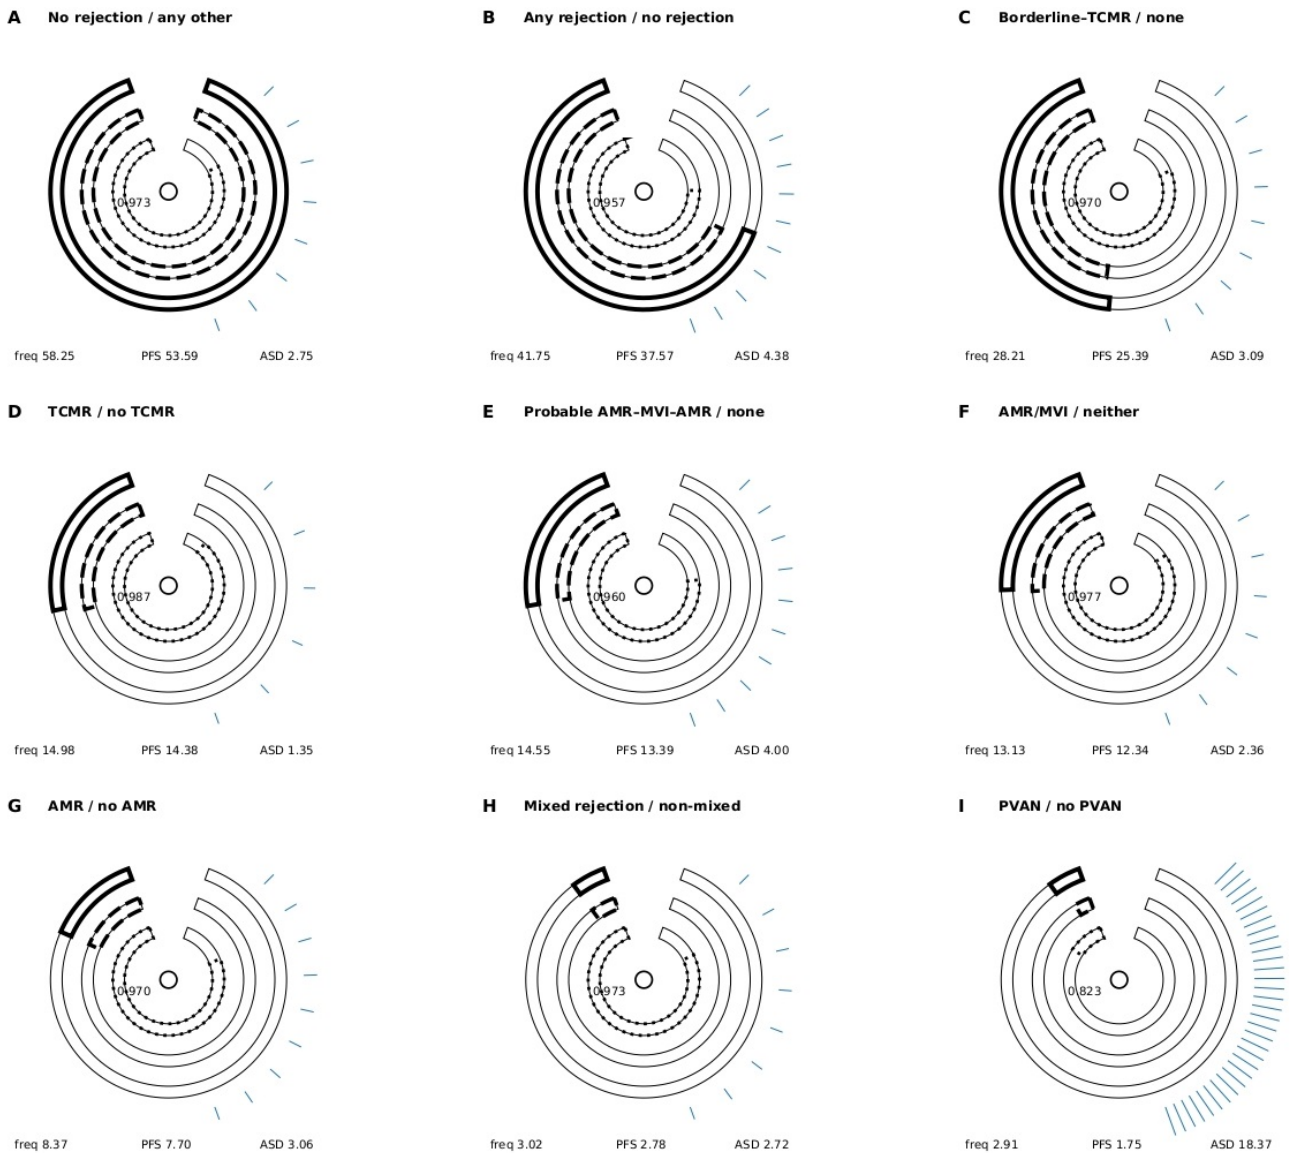 A No rejection / any other
B Any rejection / no rejection
C Borderline–TCMR / none
0.973
0.957
0.970
freq 58.25 PFS 53.59 ASD 2.75
freq 41.75 PFS 37.57 ASD 4.38
freq 28.21 PFS 25.39 ASD 3.09
D TCMR / no TCMR
E Probable AMR–MVI–AMR / none
F AMR/MVI / neither
0.987
0.960
0.977
freq 14.98 PFS 14.38 ASD 1.35
freq 14.55 PFS 13.39 ASD 4.00
freq 13.13 PFS 12.34 ASD 2.36
G AMR / no AMR
H Mixed rejection / non-mixed
I PVAN / no PVAN
0.970
0.973
0.823
freq 8.37 PFS 7.70 ASD 3.06
freq 3.02 PFS 2.78 ASD 2.72
freq 2.91 PFS 1.75 ASD 18.37